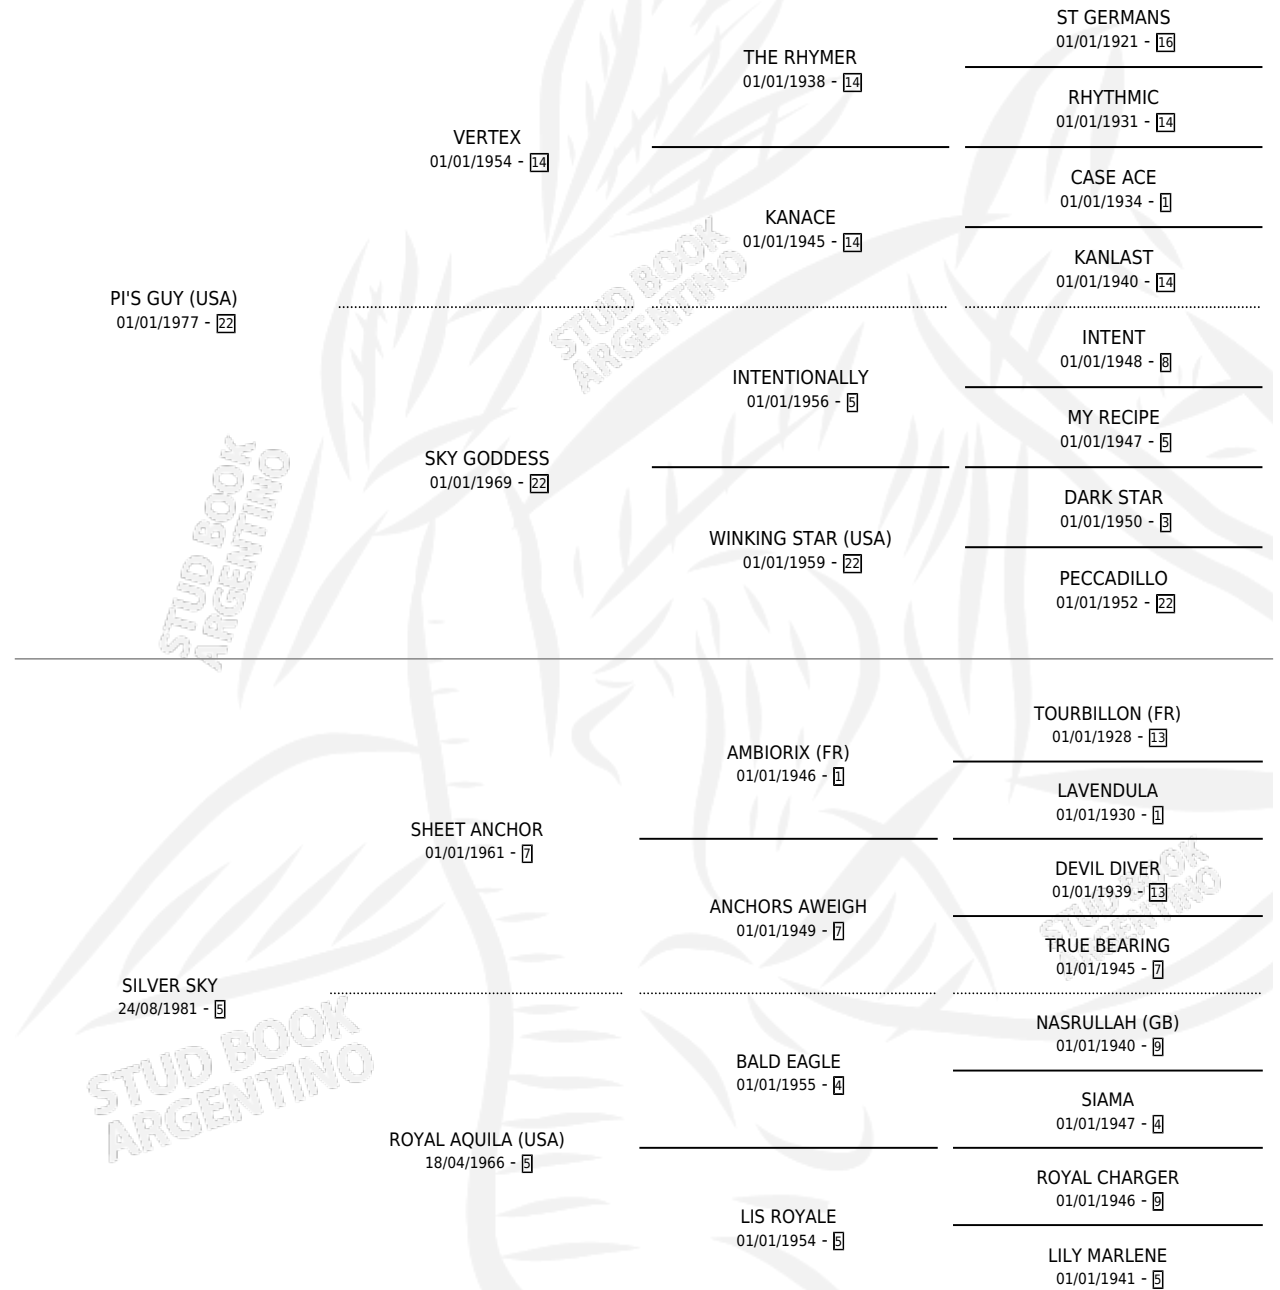 ST GERMANS
01/01/1921 - 16
THE RHYMER
01/01/1938 - 14
RHYTHMIC
01/01/1931 - 14
VERTEX
01/01/1954 - 14
CASE ACE
01/01/1934 - 1
KANACE
01/01/1945 - 14
KANLAST
01/01/1940 - 14
PI'S GUY (USA)
01/01/1977 - 22
INTENT
01/01/1948 - 8
INTENTIONALLY
01/01/1956 - 5
MY RECIPE
01/01/1947 - 5
SKY GODDESS
01/01/1969 - 22
DARK STAR
01/01/1950 - 3
WINKING STAR (USA)
01/01/1959 - 22
PECCADILLO
01/01/1952 - 22
TOURBILLON (FR)
01/01/1928 - 13
AMBIORIX (FR)
01/01/1946 - 1
LAVENDULA
01/01/1930 - 1
SHEET ANCHOR
01/01/1961 - 7
DEVIL DIVER
01/01/1939 - 13
ANCHORS AWEIGH
01/01/1949 - 7
TRUE BEARING
01/01/1945 - 7
SILVER SKY
24/08/1981 - 5
NASRULLAH (GB)
01/01/1940 - 9
BALD EAGLE
01/01/1955 - 4
SIAMA
01/01/1947 - 4
ROYAL AQUILA (USA)
18/04/1966 - 5
ROYAL CHARGER
01/01/1946 - 9
LIS ROYALE
01/01/1954 - 5
LILY MARLENE
01/01/1941 - 5
STUD BOOK
ARGENTINO
STUD BOOK
ARGENTINO
STUD BOOK
ARGENTINO
STUD BOOK
ARGENTINO